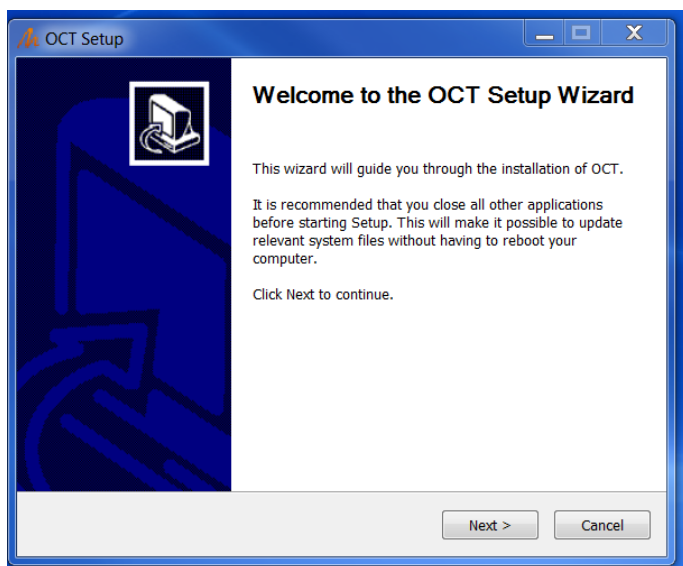 OCT Setup
Welcome to the OCT Setup Wizard
This wizard will guide you through the installation of OCT.
It is recommended that you close all other applications
before starting Setup. This will make it possible to update
relevant system files without having to reboot your
computer.
Click Next to continue.
Next >
Cancel